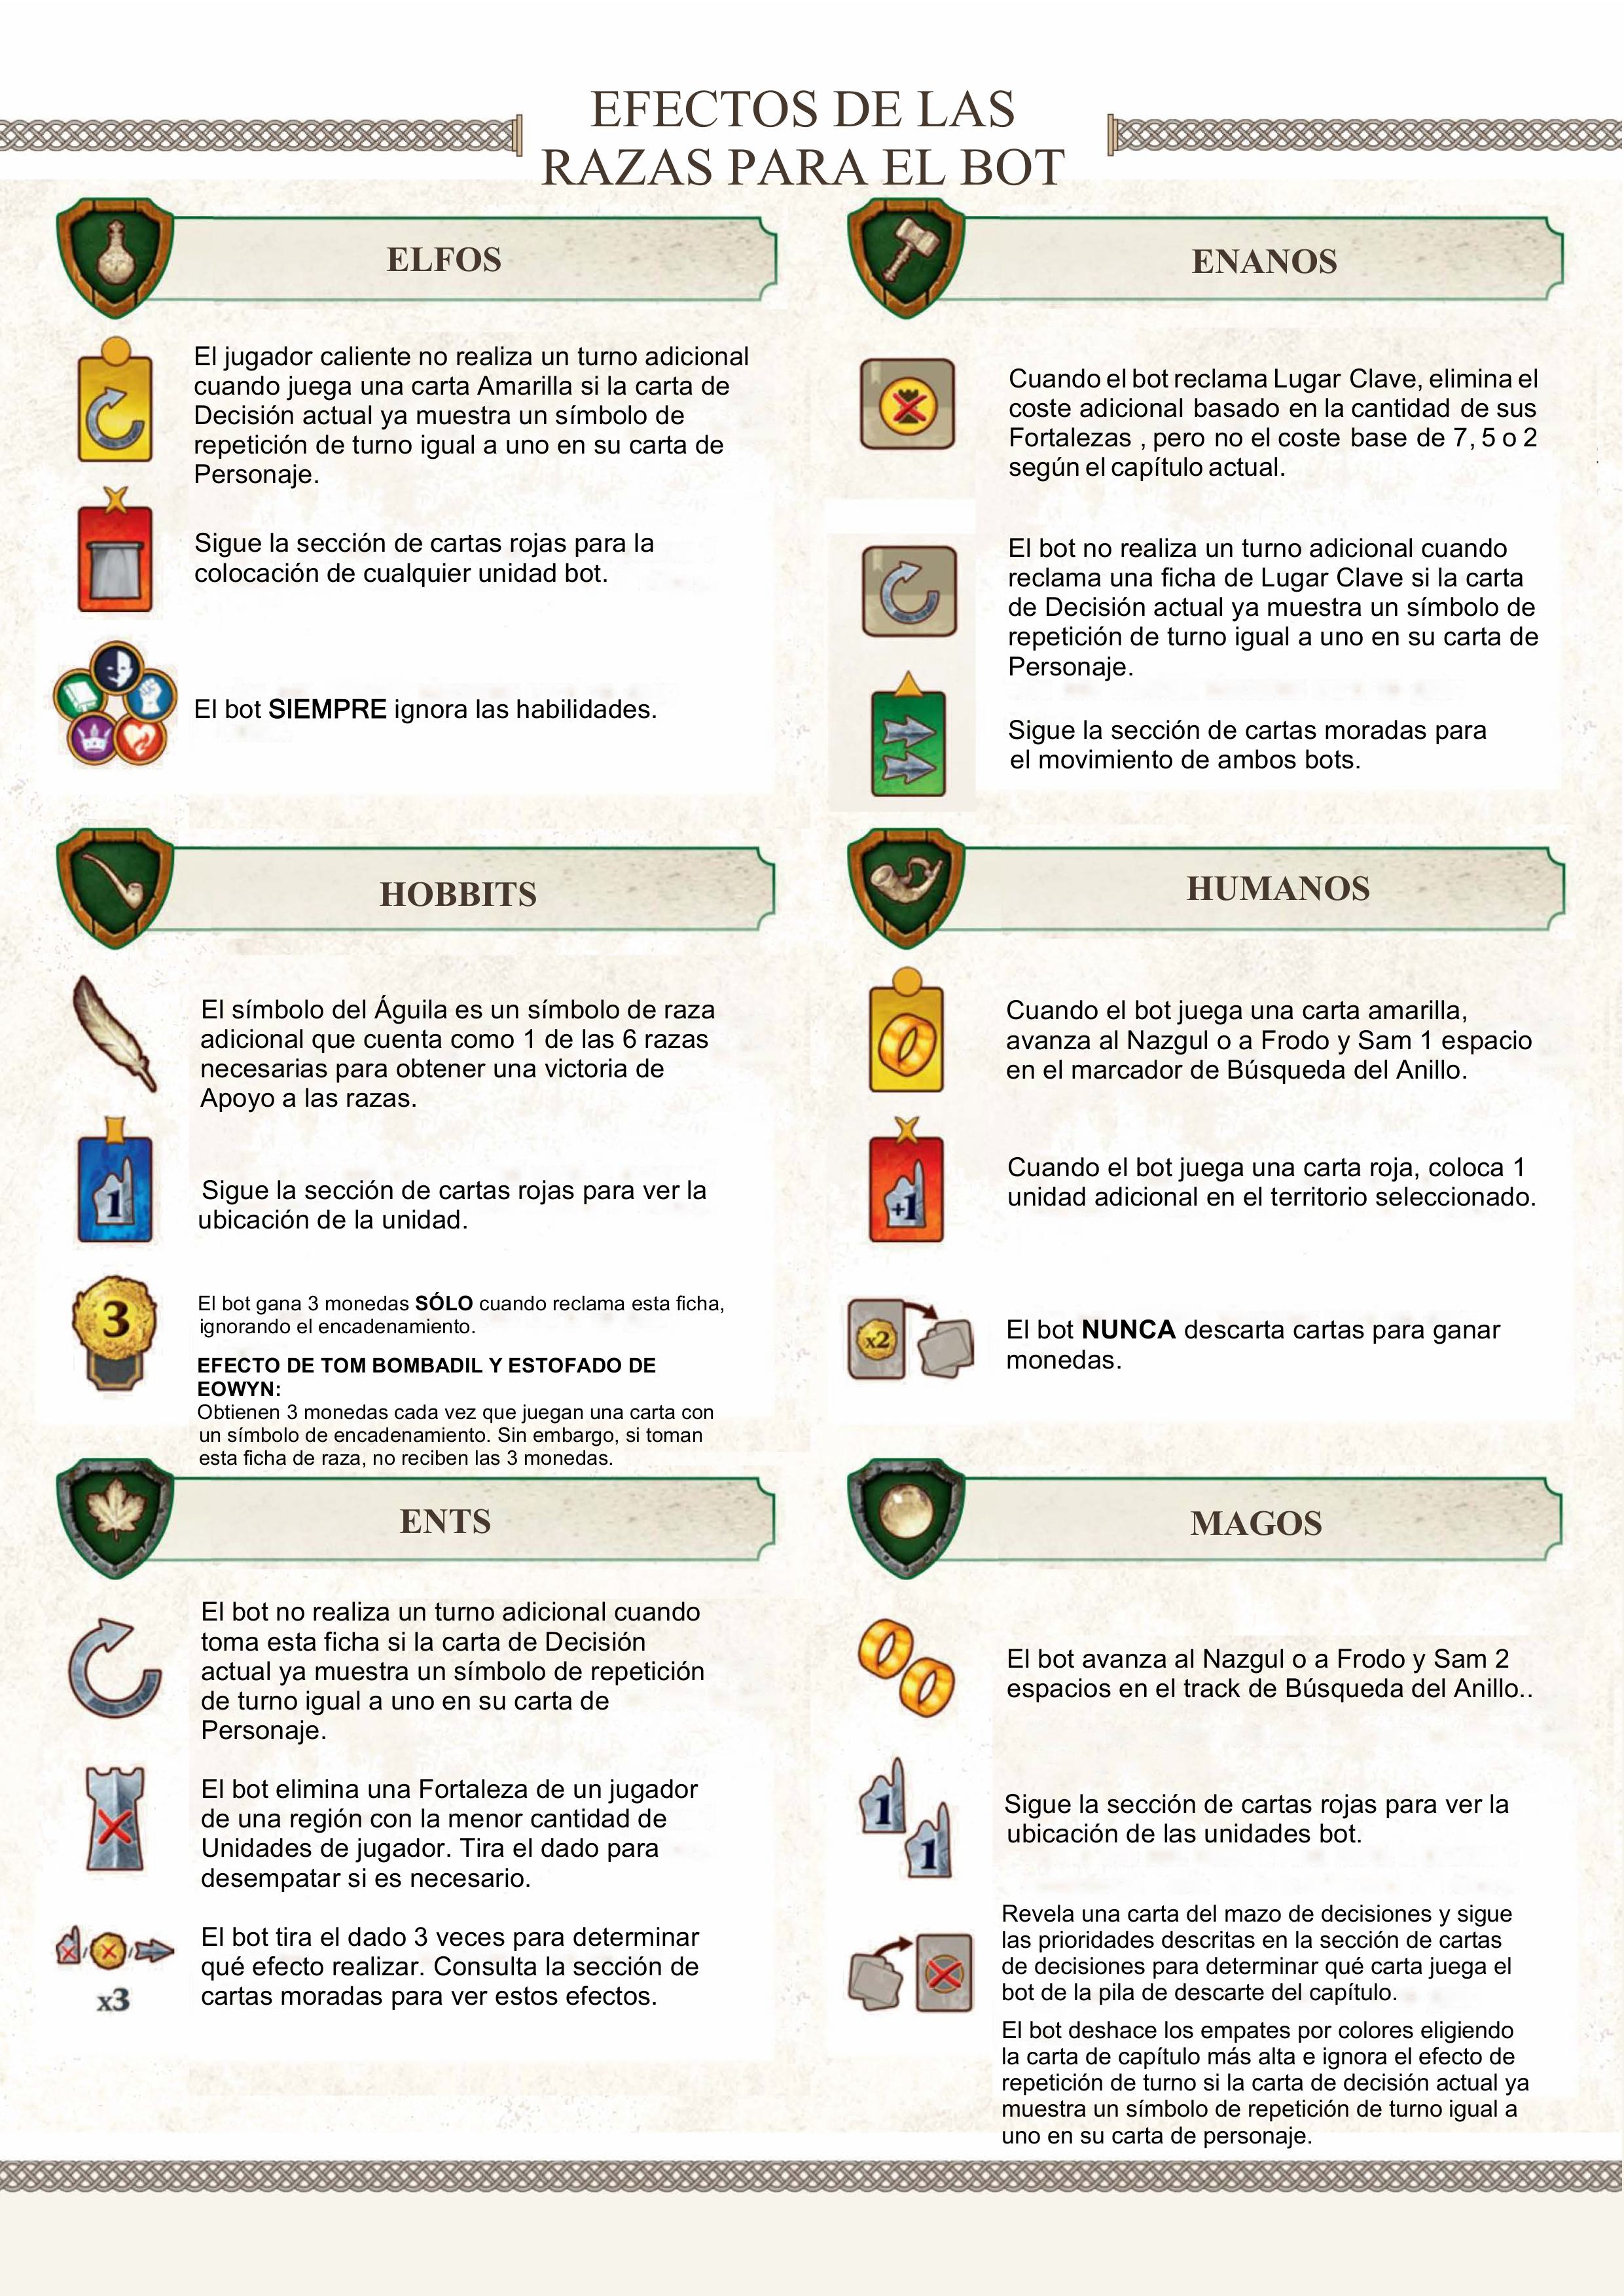 EFECTOS DE LAS
RAZAS PARA EL BOT
ELFOS
El jugador caliente no realiza un turno adicional
cuando juega una carta Amarilla si la carta de
Decisión actual ya muestra un símbolo de
repetición de turno igual a uno en su carta de
Personaje.
Sigue la sección de cartas rojas para la
colocación de cualquier unidad bot.
El bot SIEMPRE ignora las habilidades.
ENANOS
Cuando el bot reclama Lugar Clave, elimina el
coste adicional basado en la cantidad de sus
Fortalezas , pero no el coste base de 7, 5 o 2
según el capítulo actual.
El bot no realiza un turno adicional cuando
reclama una ficha de Lugar Clave si la carta
de Decisión actual ya muestra un símbolo de
repetición de turno igual a uno en su carta de
Personaje.
Sigue la sección de cartas moradas para
el movimiento de ambos bots.
HOBBITS
El símbolo del Águila es un símbolo de raza
adicional que cuenta como 1 de las 6 razas
necesarias para obtener una victoria de
Apoyo a las razas.
1
Sigue la sección de cartas rojas para ver la
ubicación de la unidad.
3
El bot gana 3 monedas SÓLO cuando reclama esta ficha,
ignorando el encadenamiento.
EFECTO DE TOM BOMBADIL Y ESTOFADO DE
EOWYN:
Obtienen 3 monedas cada vez que juegan una carta con
un símbolo de encadenamiento. Sin embargo, si toman
esta ficha de raza, no reciben las 3 monedas.
HUMANOS
Cuando el bot juega una carta amarilla,
avanza al Nazgul o a Frodo y Sam 1 espacio
en el marcador de Búsqueda del Anillo.
+1
Cuando el bot juega una carta roja, coloca 1
unidad adicional en el territorio seleccionado.
x2
El bot NUNCA descarta cartas para ganar
monedas.
ENTS
El bot no realiza un turno adicional cuando
toma esta ficha si la carta de Decisión
actual ya muestra un símbolo de repetición
de turno igual a uno en su carta de
Personaje.
El bot elimina una Fortaleza de un jugador
de una región con la menor cantidad de
Unidades de jugador. Tira el dado para
desempatar si es necesario.
x3
El bot tira el dado 3 veces para determinar
qué efecto realizar. Consulta la sección de
cartas moradas para ver estos efectos.
MAGOS
El bot avanza al Nazgul o a Frodo y Sam 2
espacios en el track de Búsqueda del Anillo..
1
1
Sigue la sección de cartas rojas para ver la
ubicación de las unidades bot.
Revela una carta del mazo de decisiones y sigue
las prioridades descritas en la sección de cartas
de decisiones para determinar qué carta juega el
bot de la pila de descarte del capítulo.
El bot deshace los empates por colores eligiendo
la carta de capítulo más alta e ignora el efecto de
repetición de turno si la carta de decisión actual ya
muestra un símbolo de repetición de turno igual a
uno en su carta de personaje.